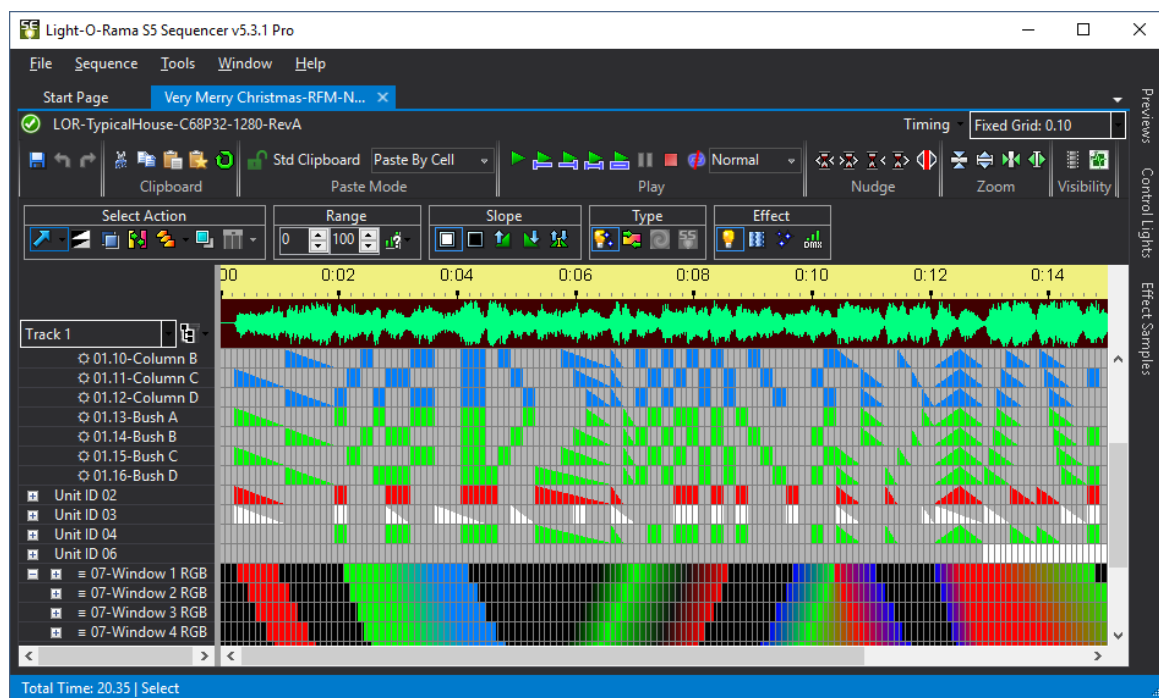 Light-O-Rama S5 Sequencer v5.3.1 Pro
File Sequence Tools Window Help
Start Page Very Merry Christmas-RFM-N...
LOR-TypicalHouse-C68P32-1280-RevA Timing Fixed Grid: 0.10
Std Clipboard Paste By Cell Normal
Clipboard Paste Mode Play Nudge Zoom Visibility
Select Action Range Slope Type Effect
0 100 S5 dmx
00 0:02 0:04 0:06 0:08 0:10 0:12 0:14
Track 1
01.10-Column B
01.11-Column C
01.12-Column D
01.13-Bush A
01.14-Bush B
01.15-Bush C
01.16-Bush D
Unit ID 02
Unit ID 03
Unit ID 04
Unit ID 06
07-Window 1 RGB
07-Window 2 RGB
07-Window 3 RGB
07-Window 4 RGB
Total Time: 20.35 | Select
Previews
Control Lights
Effect Samples